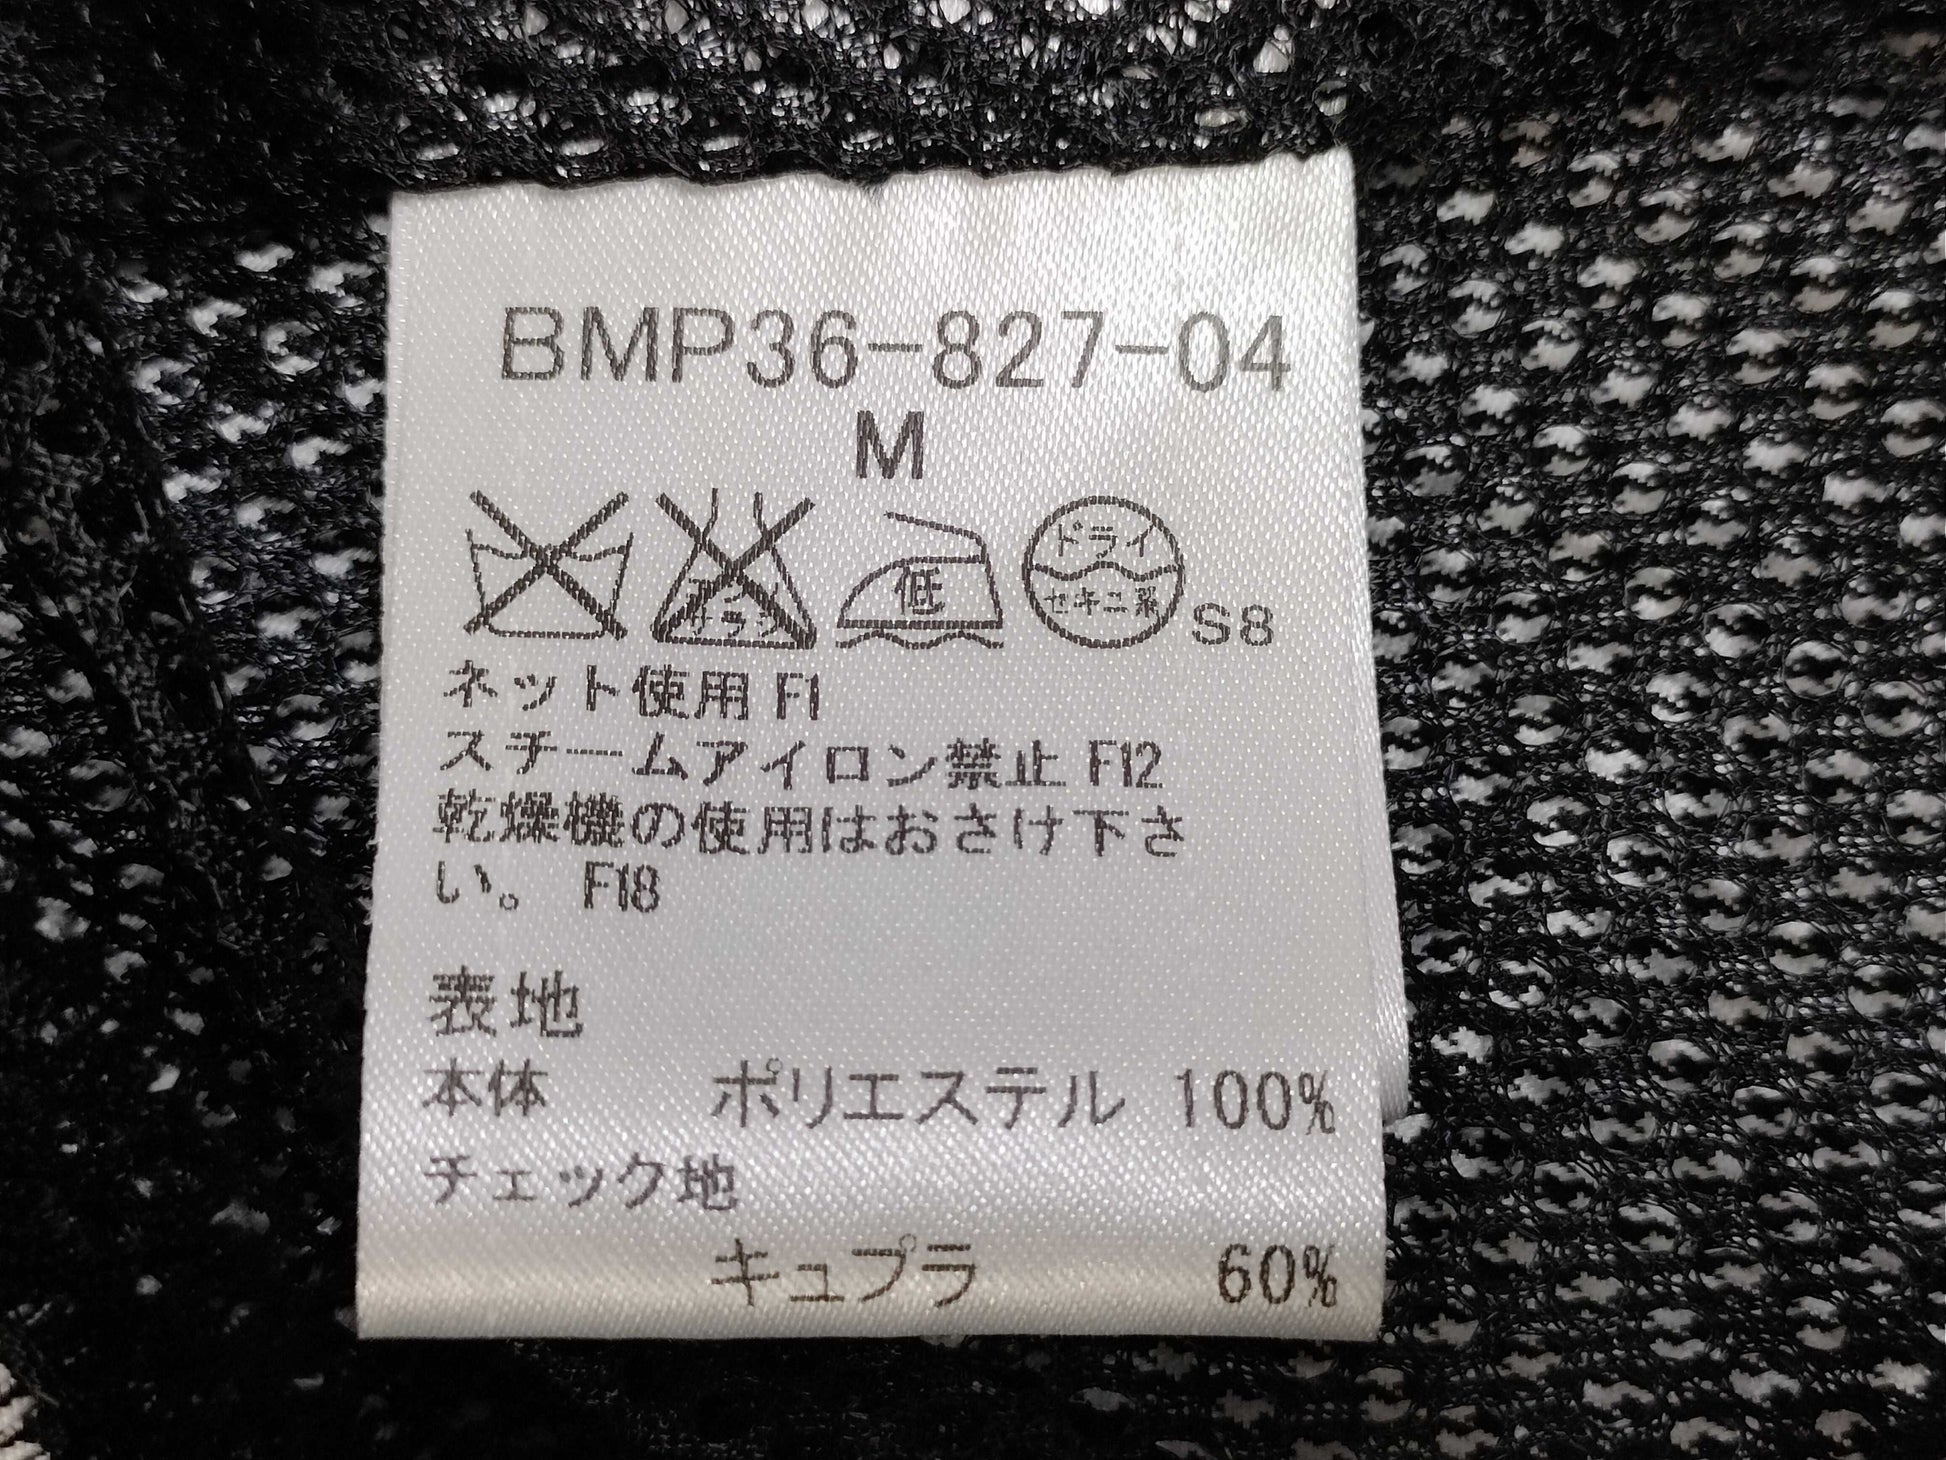 BMP36-827-04
M
低
ドライ
セキユ系
S8
ネット使用 F1
スチームアイロン禁止 F12
乾燥機の使用はおさけ下さ
い。 F18
表地
本体 ポリエステル 100%
チェック地
キュプラ 60%